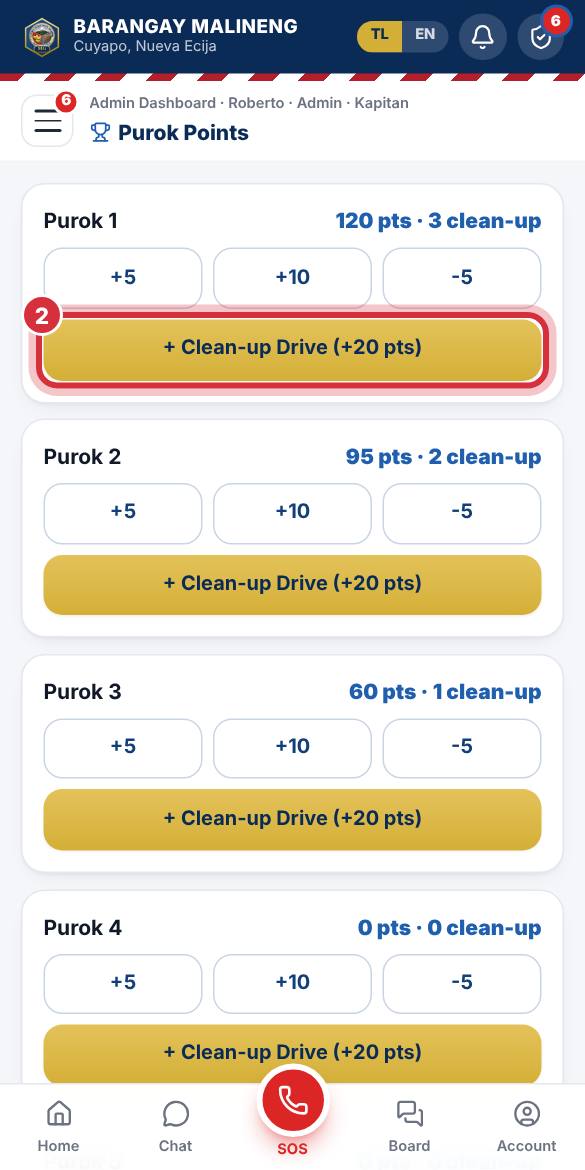 BARANGAY MALINENG
Cuyapo, Nueva Ecija
TL EN
6
6
Admin Dashboard · Roberto · Admin · Kapitan
Purok Points
Purok 1 120 pts · 3 clean-up
+5 +10 -5
2
+ Clean-up Drive (+20 pts)
Purok 2 95 pts · 2 clean-up
+5 +10 -5
+ Clean-up Drive (+20 pts)
Purok 3 60 pts · 1 clean-up
+5 +10 -5
+ Clean-up Drive (+20 pts)
Purok 4 0 pts · 0 clean-up
+5 +10 -5
+ Clean-up Drive (+20 pts)
Home Chat SOS Board Account